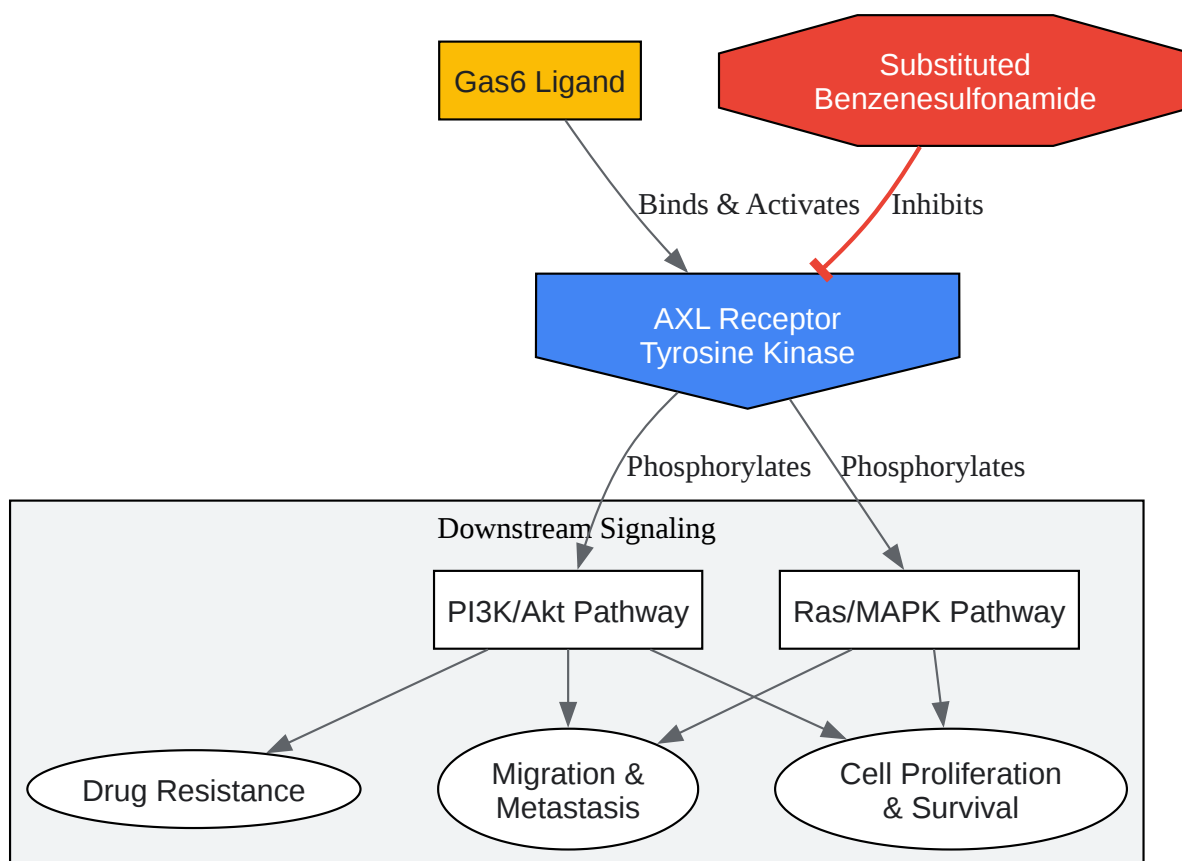 Gas6 Ligand
Substituted
Benzenesulfonamide
Binds & Activates
Inhibits
AXL Receptor
Tyrosine Kinase
Phosphorylates
Phosphorylates
Downstream Signaling
PI3K/Akt Pathway
Ras/MAPK Pathway
Drug Resistance
Migration &
Metastasis
Cell Proliferation
& Survival